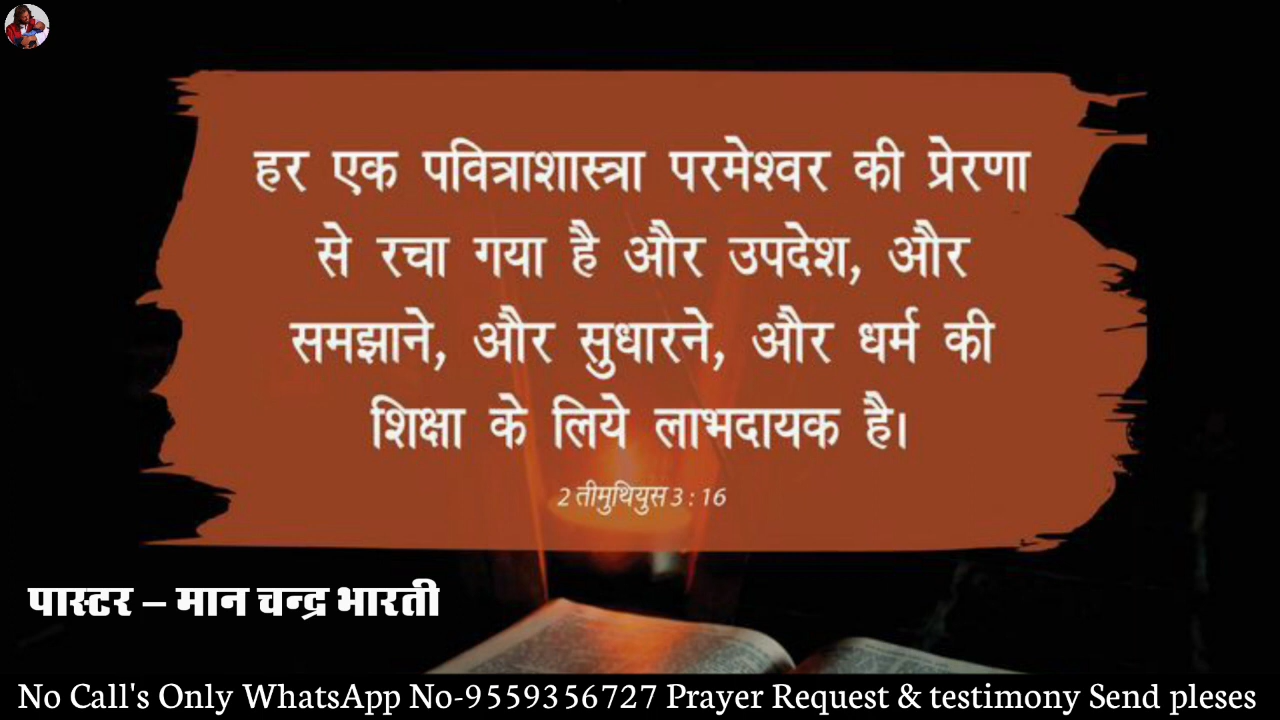 हर एक पवित्राशास्त्रा परमेश्वर की प्रेरणा
से रचा गया है और उपदेश, और
समझाने, और सुधारने, और धर्म की
शिक्षा के लिये लाभदायक है।
2 तीमुथियुस 3 : 16
पास्टर – मान चन्द्र भारती
No Call's Only WhatsApp No-9559356727 Prayer Request & testimony Send pleses